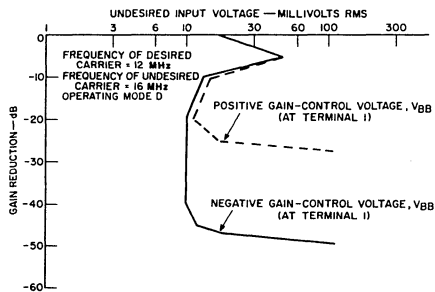 UNDESIRED INPUT VOLTAGE — MILLIVOLTS RMS
1 3 6 10 30 60 100 300
0
-10
-20
-30
-40
-50
-60
GAIN REDUCTION — dB
FREQUENCY OF DESIRED
CARRIER = 12 MHz
FREQUENCY OF UNDESIRED
CARRIER = 16 MHz
OPERATING MODE D
POSITIVE GAIN-CONTROL VOLTAGE, VBB
(AT TERMINAL 1)
NEGATIVE GAIN-CONTROL VOLTAGE, VBB
(AT TERMINAL 1)